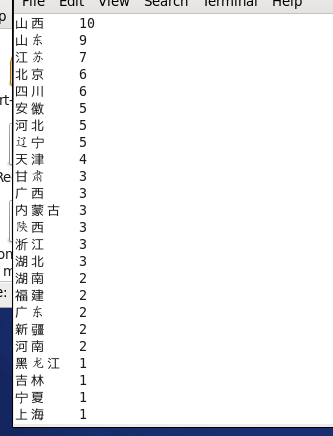 File Edit View Search Terminal Help
山西 10
山东 9
江苏 7
北京 6
四川 6
安徽 5
河北 5
辽宁 5
天津 4
甘肃 3
广西 3
内蒙古 3
陕西 3
浙江 3
湖北 3
湖南 2
福建 2
广东 2
新疆 2
河南 2
黑龙江 1
吉林 1
宁夏 1
上海 1